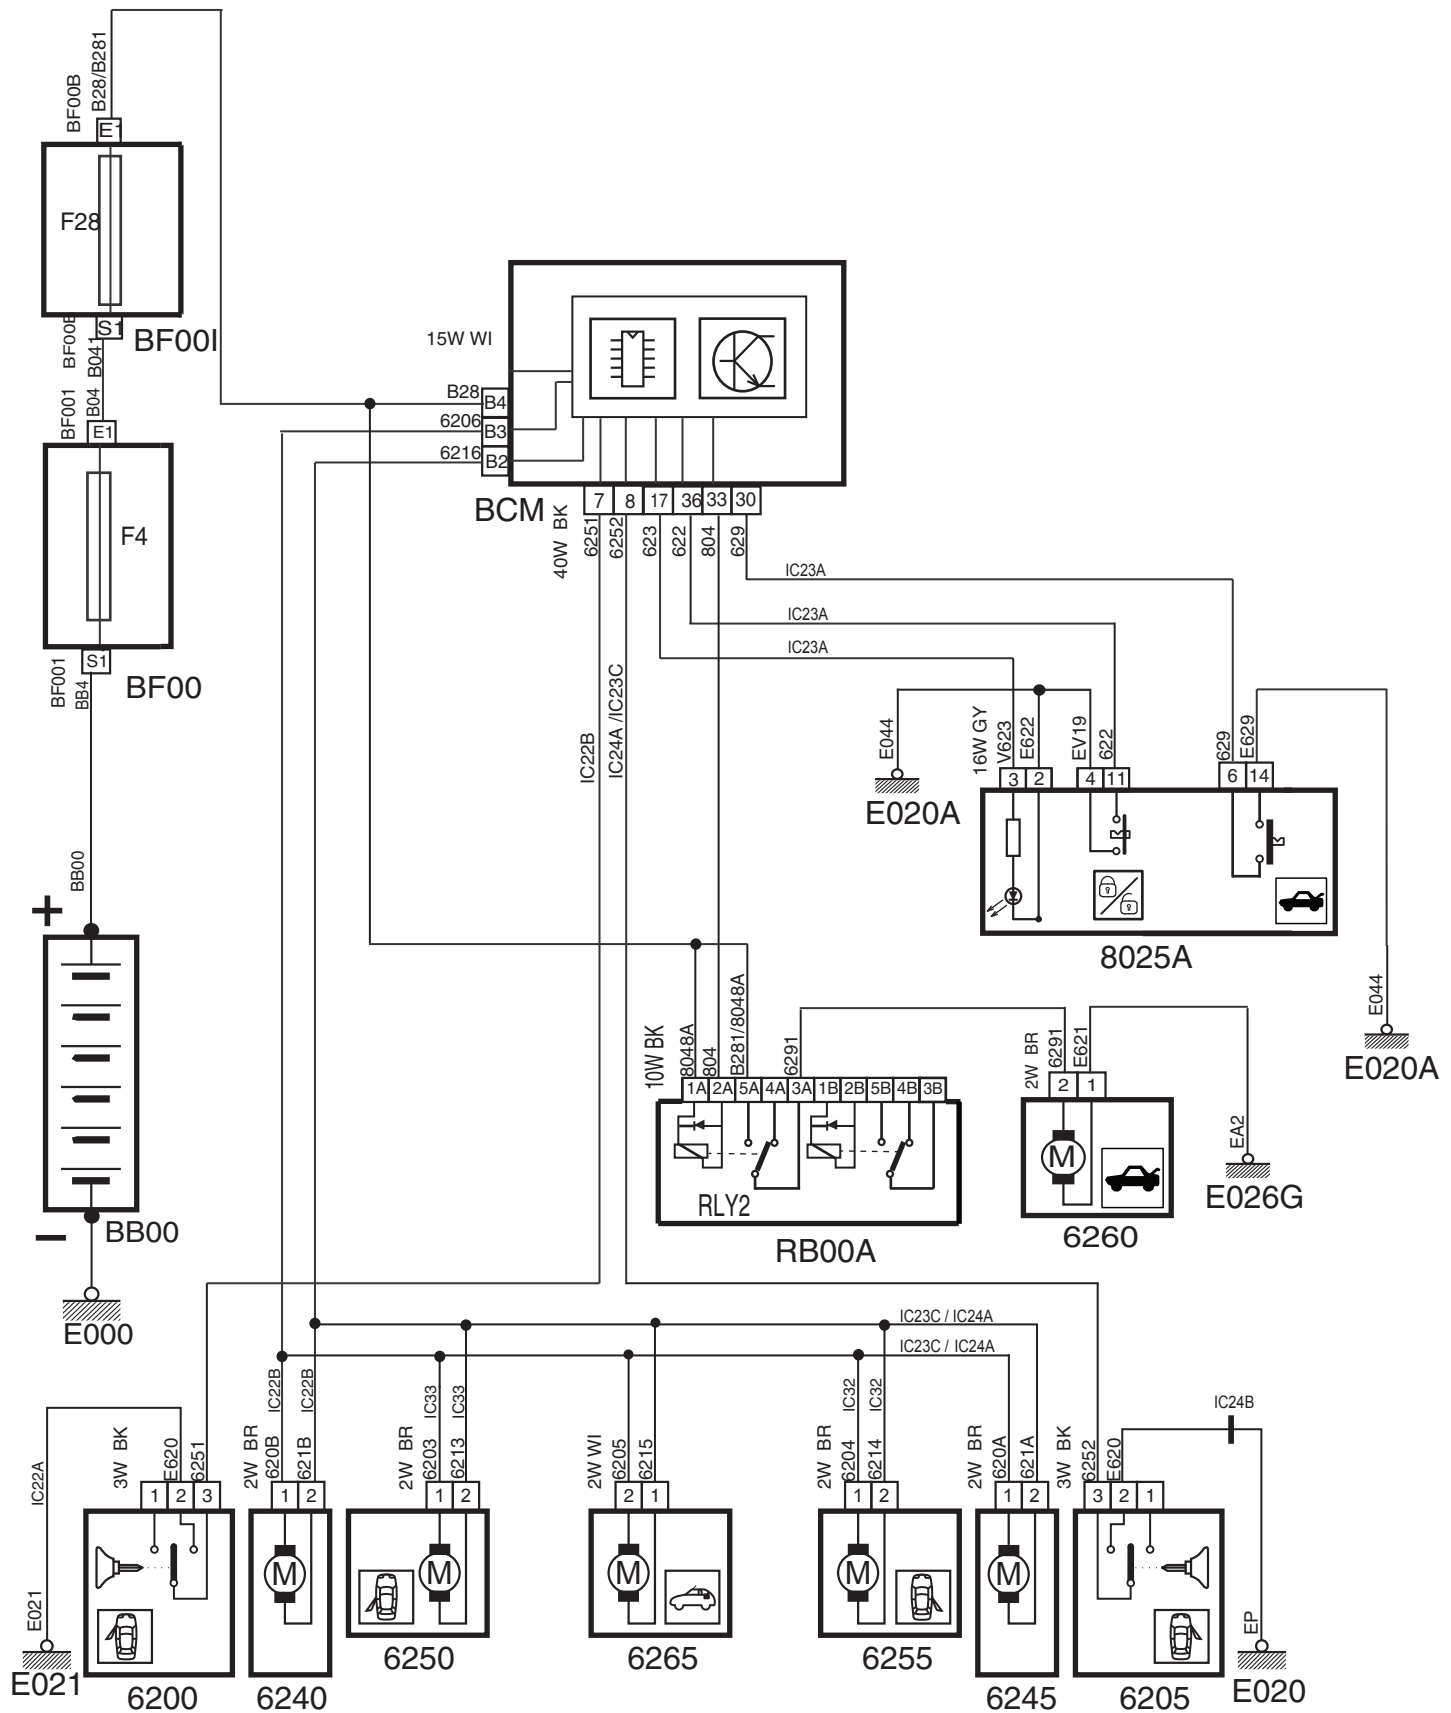 BF00B
B28/B281
E1
F28
S1
BF00I
BF00B
B041
BF001
B04
E1
F4
S1
BF00
BF001
BB4
BB00
+
−
BB00
E000
15W WI
B28
B4
6206
B3
6216
B2
BCM
7
8
17
36
33
30
40W BK
6251
6252
623
622
804
629
IC23A
IC23A
IC23A
IC22B
IC24A /IC23C
E044
E020A
16W GY
V623
E622
EV19
622
629
E629
3
2
4
11
6
14
8025A
E044
E020A
10W BK
8048A
804
B281/8048A
6291
1A
2A
5A
4A
3A
1B
2B
5B
4B
3B
RLY2
RB00A
2W BR
6291
E621
2
1
M
6260
EA2
E026G
IC23C / IC24A
IC23C / IC24A
IC22A
E021
E021
3W BK
E620
6251
1
2
3
6200
2W BR
IC22B
620B
IC22B
621B
1
2
M
6240
2W BR
IC33
6203
IC33
6213
1
2
M
6250
2W WI
6205
6215
2
1
M
6265
2W BR
IC32
6204
IC32
6214
1
2
M
6255
2W BR
620A
621A
1
2
M
6245
3W BK
6252
E620
3
2
1
6205
IC24B
EP
E020